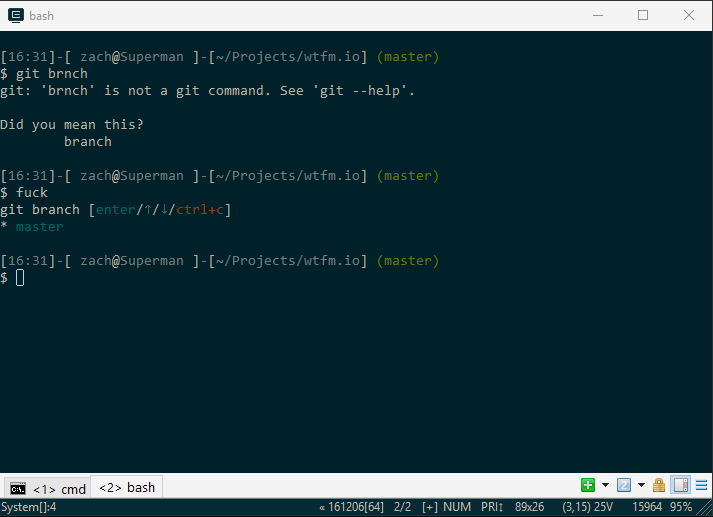 bash
[16:31]-[ zach@Superman ]-[~/Projects/wtfm.io] (master)
$ git brnch
git: 'brnch' is not a git command. See 'git --help'.
Did you mean this?
branch
[16:31]-[ zach@Superman ]-[~/Projects/wtfm.io] (master)
$ fuck
git branch [enter/↑/↓/ctrl+c]
* master
[16:31]-[ zach@Superman ]-[~/Projects/wtfm.io] (master)
$
C:\. <1> cmd <2> bash
System[]:4 « 161206[64] 2/2 [+] NUM PRI↕ 89x26 (3,15) 25V 15964 95%